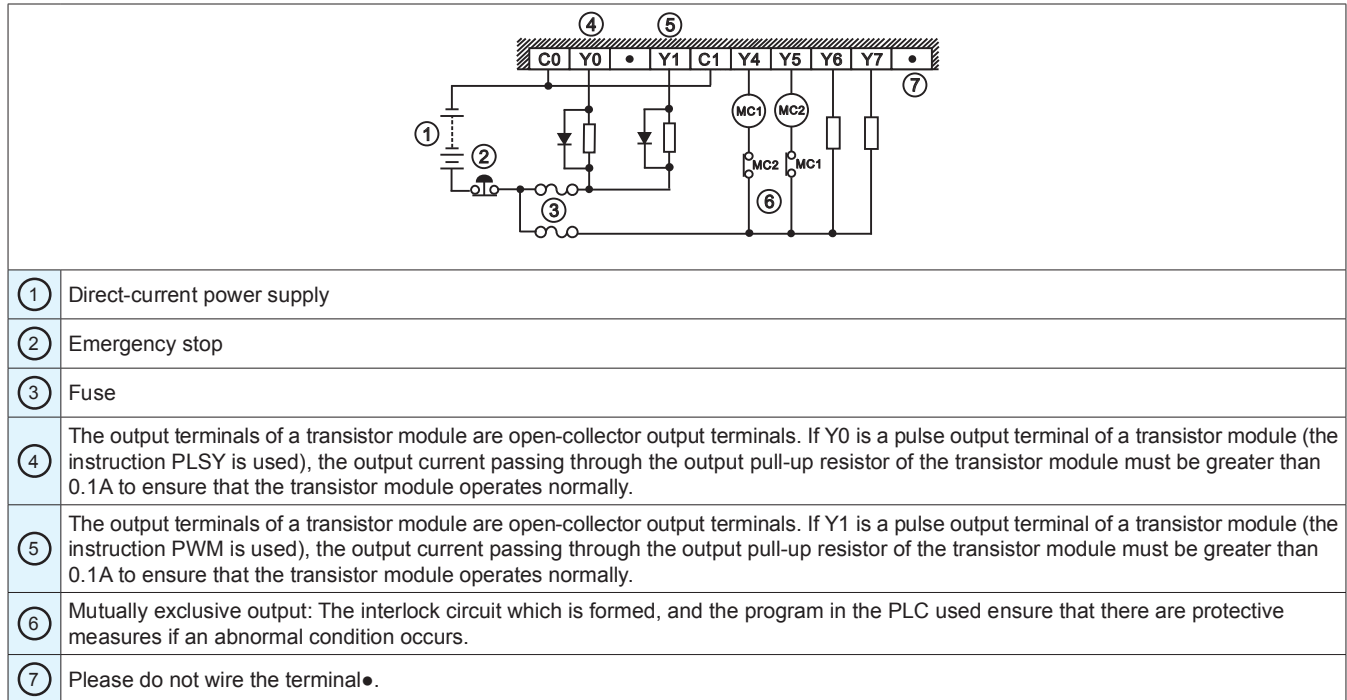 ④ ⑤
C0 Y0 ● Y1 C1 Y4 Y5 Y6 Y7 ●
⑦
MC1 MC2
①
②
MC2 MC1
③
⑥
① Direct-current power supply
② Emergency stop
③ Fuse
④ The output terminals of a transistor module are open-collector output terminals. If Y0 is a pulse output terminal of a transistor module (the
instruction PLSY is used), the output current passing through the output pull-up resistor of the transistor module must be greater than
0.1A to ensure that the transistor module operates normally.
⑤ The output terminals of a transistor module are open-collector output terminals. If Y1 is a pulse output terminal of a transistor module (the
instruction PWM is used), the output current passing through the output pull-up resistor of the transistor module must be greater than
0.1A to ensure that the transistor module operates normally.
⑥ Mutually exclusive output: The interlock circuit which is formed, and the program in the PLC used ensure that there are protective
measures if an abnormal condition occurs.
⑦ Please do not wire the terminal●.